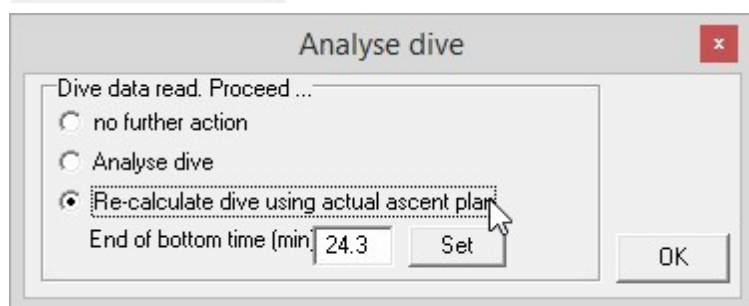 Analyse dive
x
Dive data read. Proceed ...
no further action
Analyse dive
Re-calculate dive using actual ascent plan
End of bottom time (min) 24.3 Set
OK